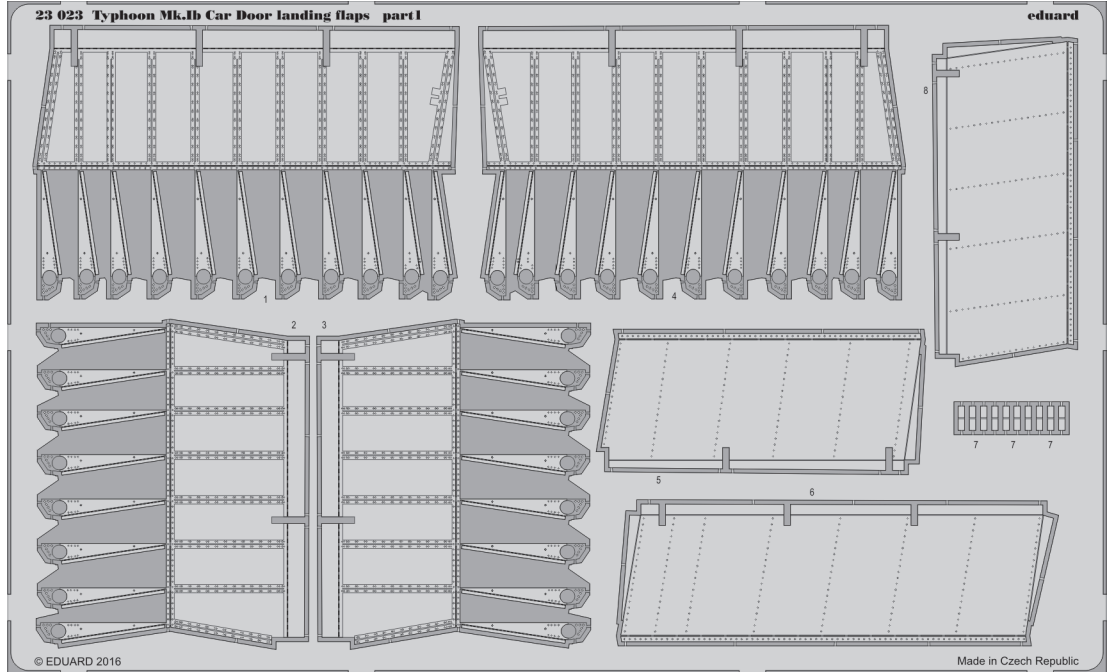 23 023 Typhoon Mk.Ib Car Door landing flaps part1
eduard
8
1
4
2 3
7 7 7
5
6
© EDUARD 2016
Made in Czech Republic